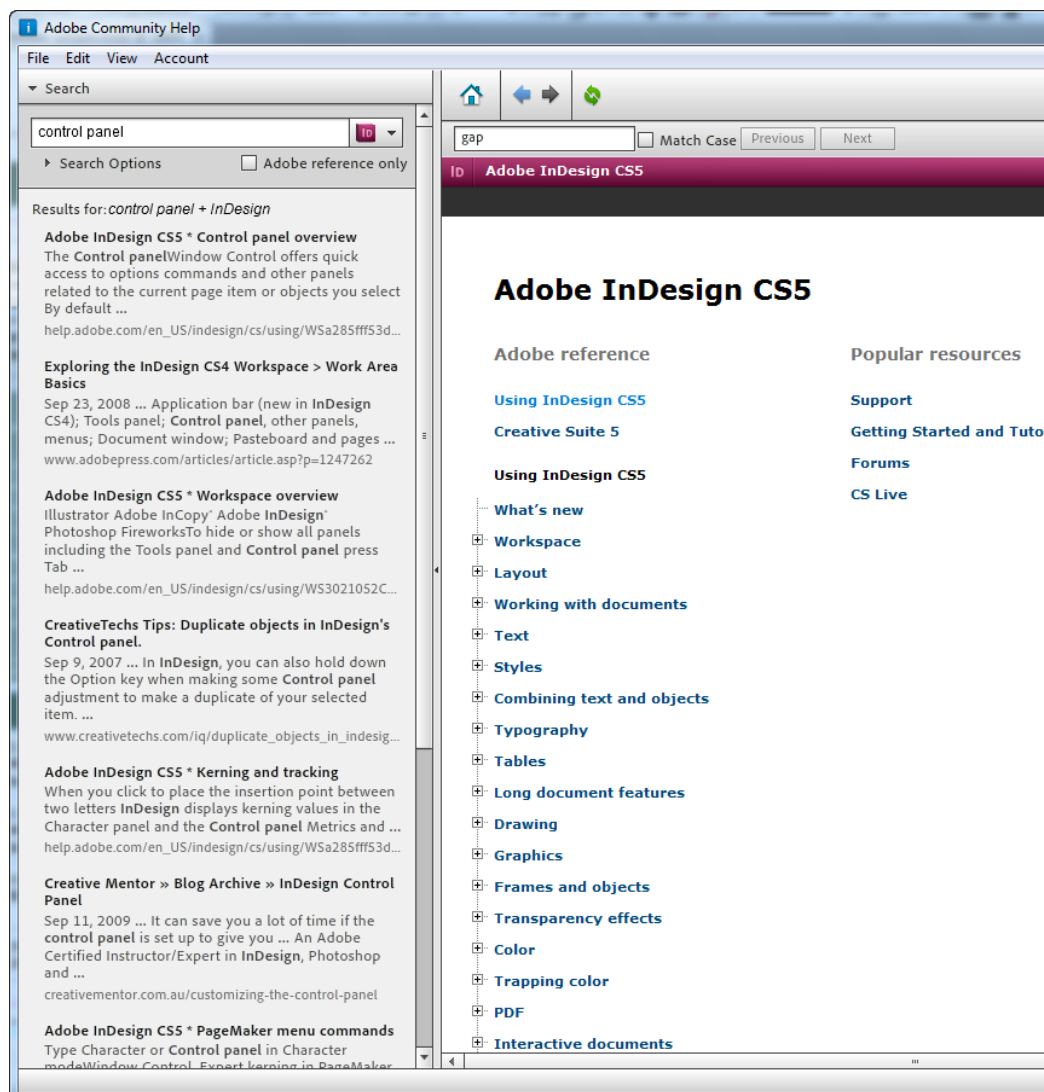 Adobe Community Help
File Edit View Account
Search
control panel
ID
Search Options
Adobe reference only
Results for:control panel + InDesign
Adobe InDesign CS5 * Control panel overview
The Control panelWindow Control offers quick
access to options commands and other panels
related to the current page item or objects you select
By default ...
help.adobe.com/en_US/indesign/cs/using/WSa285fff53d...
Exploring the InDesign CS4 Workspace > Work Area
Basics
Sep 23, 2008 ... Application bar (new in InDesign
CS4); Tools panel; Control panel, other panels,
menus; Document window; Pasteboard and pages ...
www.adobepress.com/articles/article.asp?p=1247262
Adobe InDesign CS5 * Workspace overview
Illustrator Adobe InCopy® Adobe InDesign®
Photoshop FireworksTo hide or show all panels
including the Tools panel and Control panel press
Tab ...
help.adobe.com/en_US/indesign/cs/using/WS3021052C...
CreativeTechs Tips: Duplicate objects in InDesign's
Control panel.
Sep 9, 2007 ... In InDesign, you can also hold down
the Option key when making some Control panel
adjustment to make a duplicate of your selected
item. ...
www.creativetechs.com/iq/duplicate_objects_in_indesig...
Adobe InDesign CS5 * Kerning and tracking
When you click to place the insertion point between
two letters InDesign displays kerning values in the
Character panel and the Control panel Metrics and ...
help.adobe.com/en_US/indesign/cs/using/WSa285fff53d...
Creative Mentor » Blog Archive » InDesign Control
Panel
Sep 11, 2009 ... It can save you a lot of time if the
control panel is set up to give you ... An Adobe
Certified Instructor/Expert in InDesign, Photoshop
and ...
creativementor.com.au/customizing-the-control-panel
Adobe InDesign CS5 * PageMaker menu commands
Type Character or Control panel in Character
modeWindow Control. Expert kerning in PageMaker
gap
Match Case
Previous
Next
ID Adobe InDesign CS5
Adobe InDesign CS5
Adobe reference
Using InDesign CS5
Creative Suite 5
Popular resources
Support
Getting Started and Tuto
Forums
CS Live
Using InDesign CS5
What's new
Workspace
Layout
Working with documents
Text
Styles
Combining text and objects
Typography
Tables
Long document features
Drawing
Graphics
Frames and objects
Transparency effects
Color
Trapping color
PDF
Interactive documents